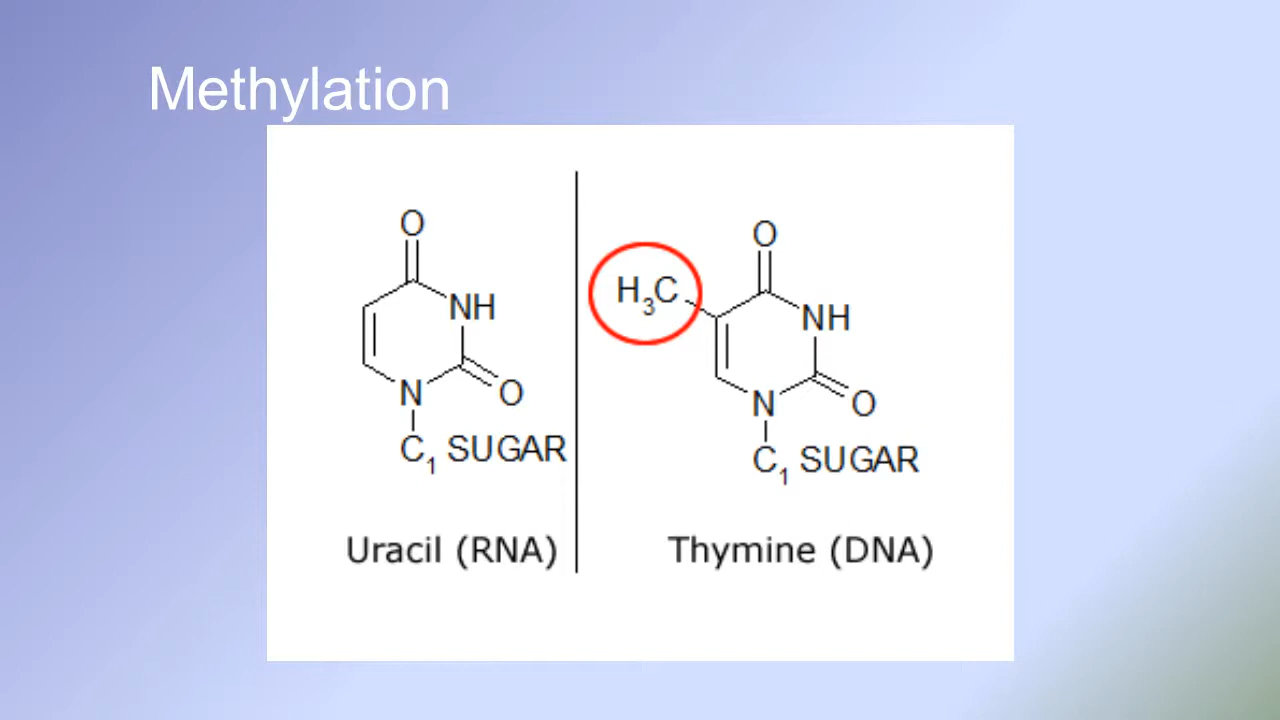 Methylation
O
NH
N
O
C1 SUGAR
Uracil (RNA)
O
H3C
NH
N
O
C1 SUGAR
Thymine (DNA)